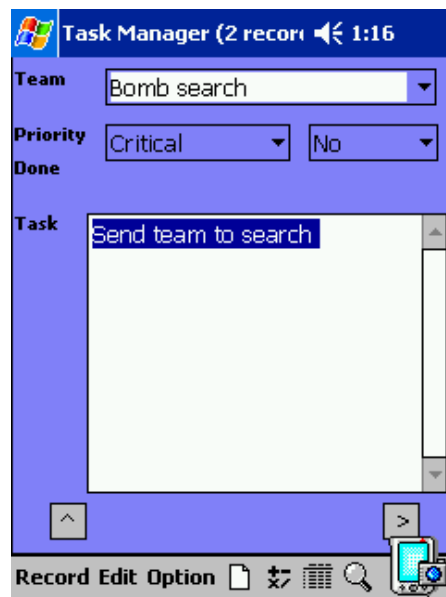 Task Manager (2 recor 1:16
Team Bomb search
Priority Critical No
Done
Task Send team to search
^ >
Record Edit Option